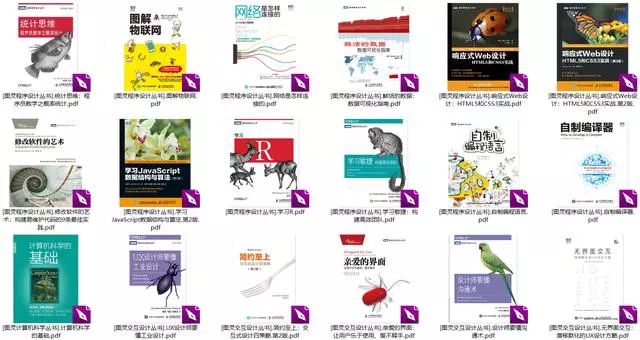 统计思维
程序员数学之概率统计
图解
物联网
网络是怎样
连接的
鲜活的数据
数据可视化指南
响应式Web设计
HTML5和CSS3实战
响应式Web设计
HTML5和CSS3实战
[图灵程序设计丛书].统计思维：程
序员数学之概率统计.pdf
[图灵程序设计丛书].图解物联网.
pdf
[图灵程序设计丛书].网络是怎样连
接的.pdf
[图灵程序设计丛书].鲜活的数据：
数据可视化指南.pdf
[图灵程序设计丛书].响应式Web设
计：HTML5和CSS3实战.pdf
[图灵程序设计丛书].响应式Web设
计：HTML5和CSS3实战.第2版.
pdf
修改软件的艺术
学习JavaScript
数据结构与算法
学习
R
学习敏捷
自制
编程语言
自制编译器
[图灵程序设计丛书].修改软件的艺
术：构建易维护代码的9条最佳实
践.pdf
[图灵程序设计丛书].学习
JavaScript数据结构与算法.第2版.
pdf
[图灵程序设计丛书].学习R.pdf
[图灵程序设计丛书].学习敏捷：构
建高效团队.pdf
[图灵程序设计丛书].自制编程语言.
pdf
[图灵程序设计丛书].自制编译器.
pdf
计算机科学的
基础
UX设计师要懂
工业设计
简约至上
亲爱的界面
设计师要懂
沟通术
无界面交互
[图灵计算机科学丛书].计算机科学
的基础.pdf
[图灵交互设计丛书].UX设计师要
懂工业设计.pdf
[图灵交互设计丛书].简约至上：交
互式设计四策略.第2版.pdf
[图灵交互设计丛书].亲爱的界面：
让用户乐于使用、爱不释手.pdf
[图灵交互设计丛书].设计师要懂沟
通术.pdf
[图灵交互设计丛书].无界面交互：
潜移默化的UX设计方略.pdf